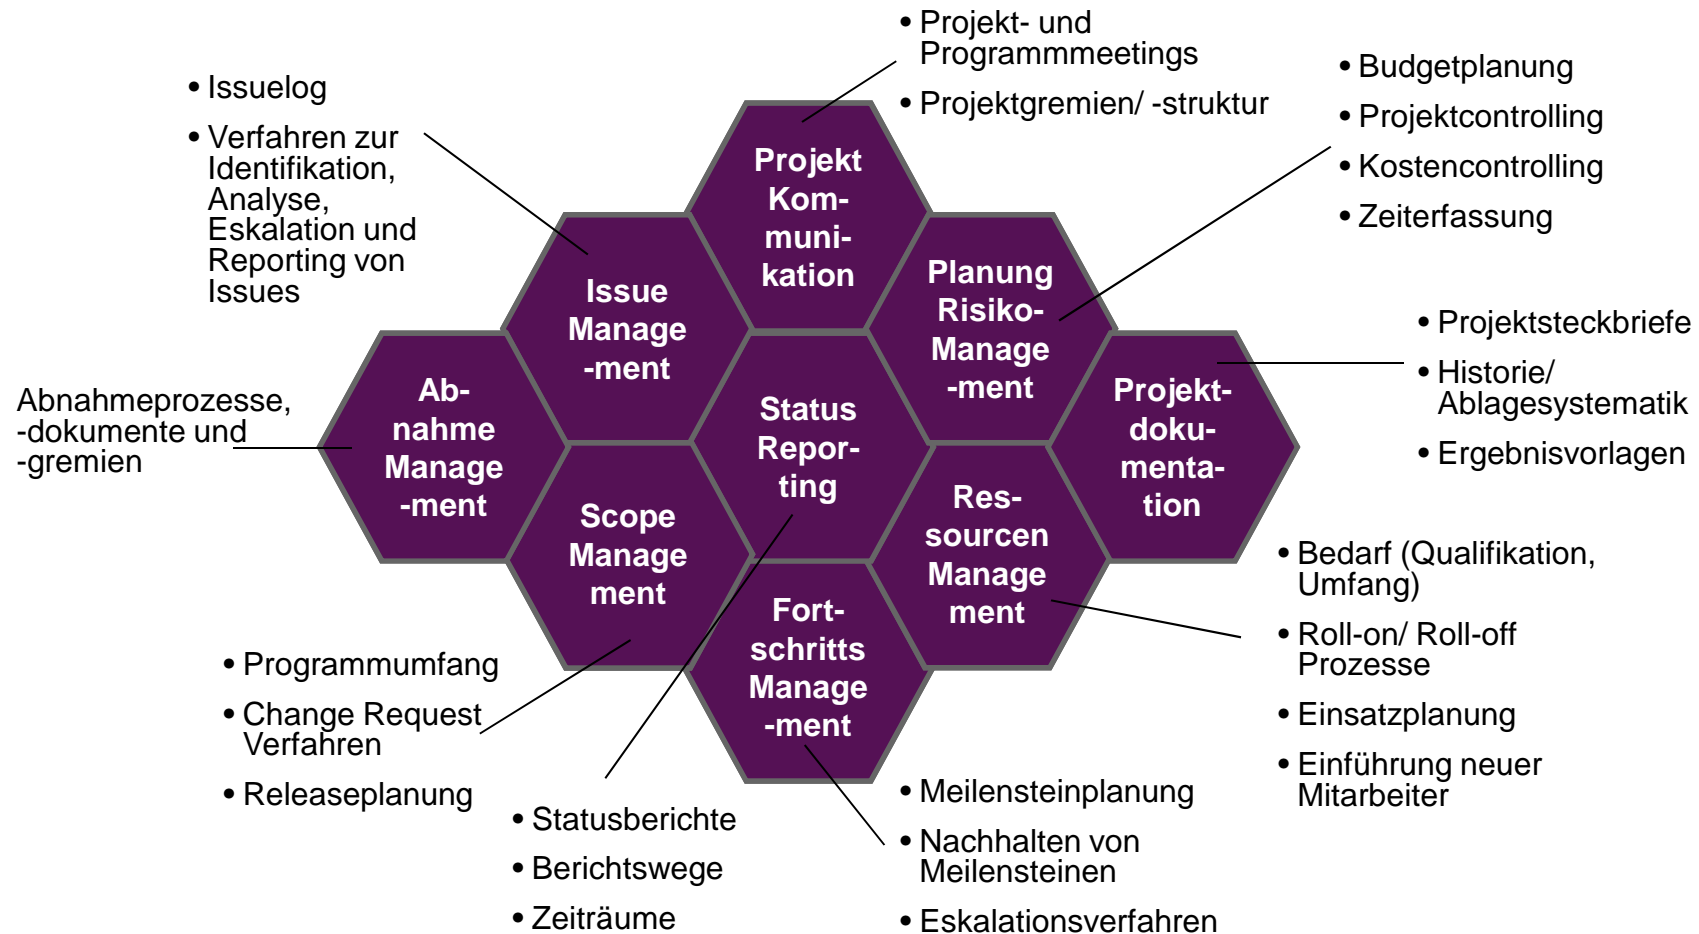 • Projekt- und
Programmmeetings
• Projektgremien/ -struktur
• Issuelog
• Verfahren zur
Identifikation,
Analyse,
Eskalation und
Reporting von
Issues
• Budgetplanung
• Projektcontrolling
• Kostencontrolling
• Zeiterfassung
Projekt
Kom-
muni-
kation
Issue
Manage
-ment
Planung
Risiko-
Manage
-ment
• Projektsteckbriefe
• Historie/
Ablagesystematik
• Ergebnisvorlagen
Abnahmeprozesse,
-dokumente und
-gremien
Ab-
nahme
Manage
-ment
Status
Repor-
ting
Projekt-
doku-
menta-
tion
Scope
Manage
ment
Res-
sourcen
Manage
ment
Fort-
schritts
Manage
-ment
• Bedarf (Qualifikation,
Umfang)
• Roll-on/ Roll-off
Prozesse
• Einsatzplanung
• Einführung neuer
Mitarbeiter
• Programmumfang
• Change Request
Verfahren
• Releaseplanung
• Statusberichte
• Berichtswege
• Zeiträume
• Meilensteinplanung
• Nachhalten von
Meilensteinen
• Eskalationsverfahren